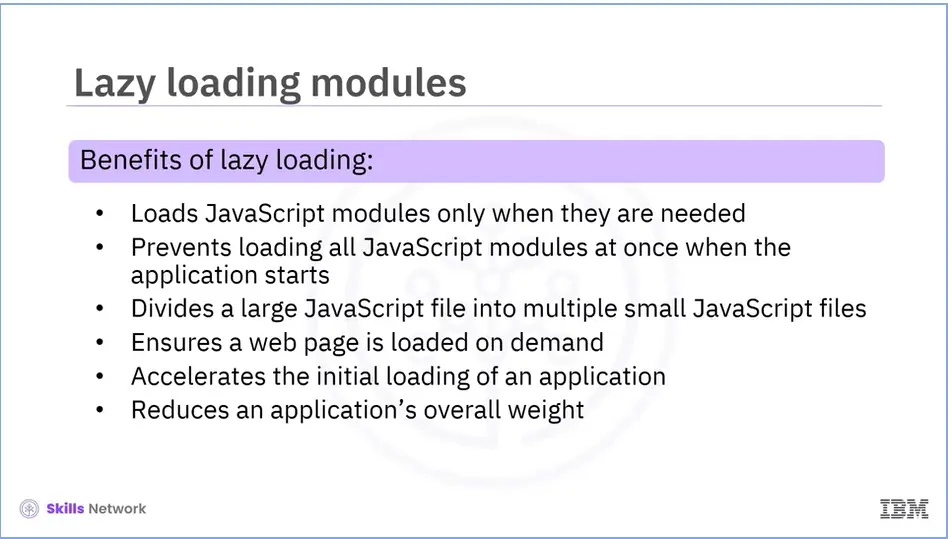 Lazy loading modules
Benefits of lazy loading:
• Loads JavaScript modules only when they are needed
• Prevents loading all JavaScript modules at once when the
application starts
• Divides a large JavaScript file into multiple small JavaScript files
• Ensures a web page is loaded on demand
• Accelerates the initial loading of an application
• Reduces an application’s overall weight
Skills Network
IBM